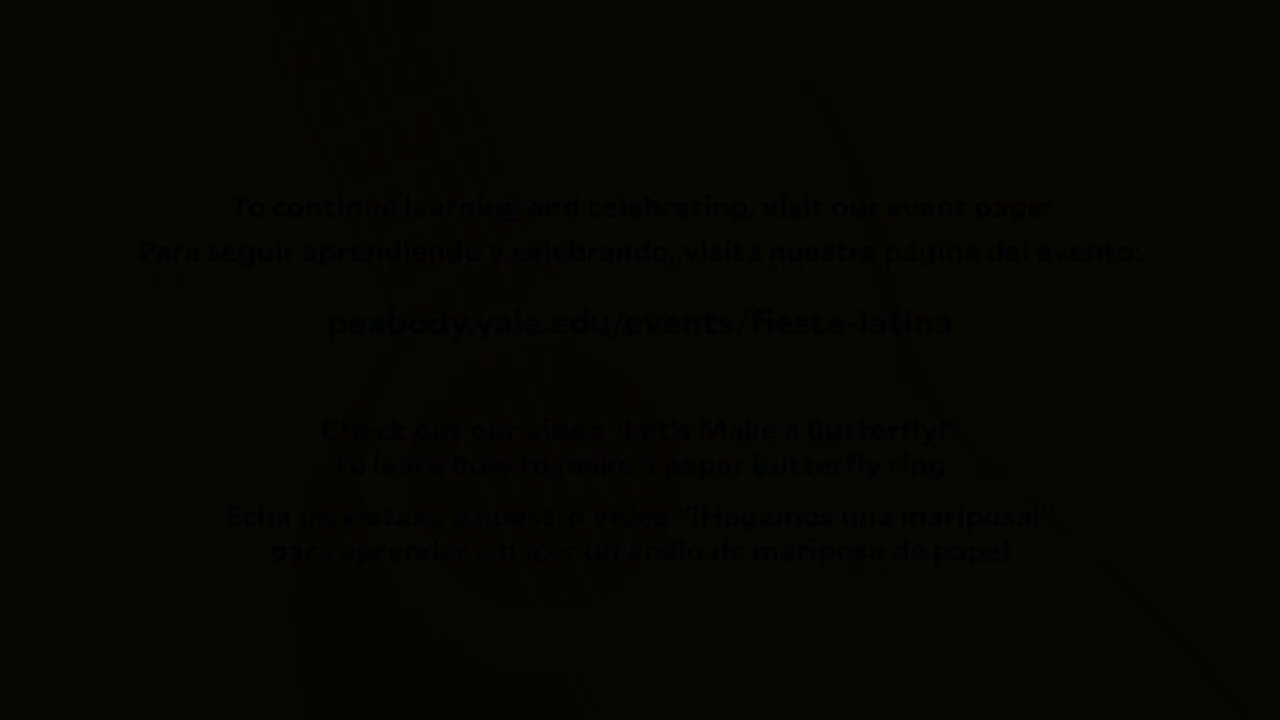 To continue learning and celebrating, visit our event page:
Para seguir aprendiendo y celebrando, visita nuestra página del evento:
peabody.yale.edu/events/fiesta-latina
Check out our video "Let's Make a Butterfly!"
to learn how to make a paper butterfly ring
Echa un vistazo a nuestro video "¡Hagamos una mariposa!"
para aprender a hacer un anillo de mariposa de papel